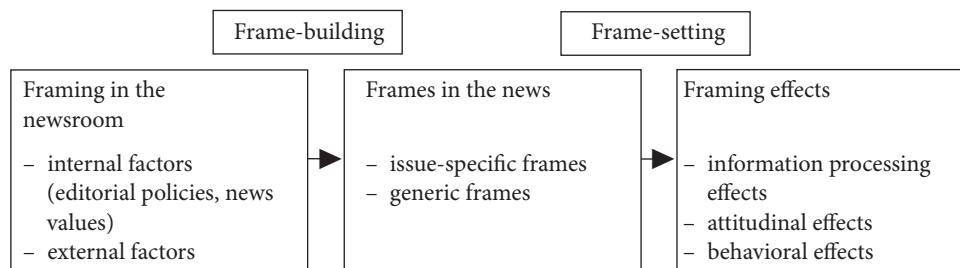 Frame-building
Frame-setting
Framing in the
newsroom
– internal factors
(editorial policies, news
values)
– external factors
Frames in the news
– issue-specific frames
– generic frames
Framing effects
– information processing
effects
– attitudinal effects
– behavioral effects